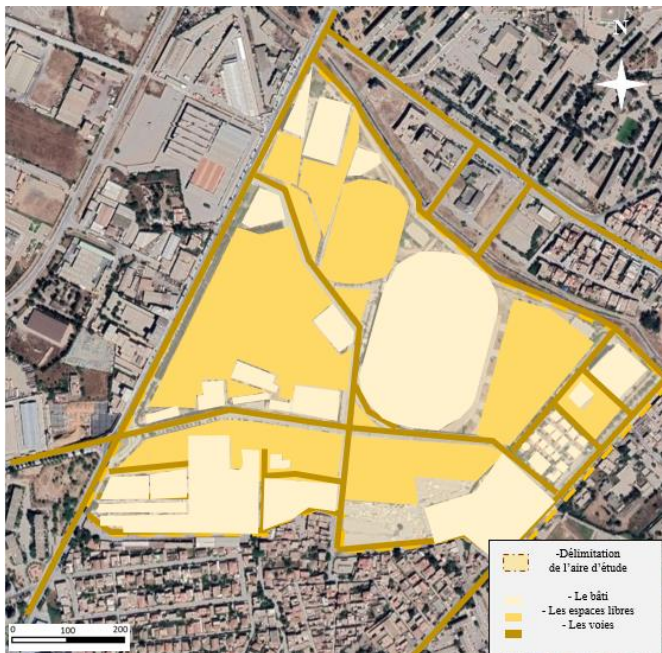 N
-Délimitation
de l'aire d'étude
- Le bâti
- Les espaces libres
- Les voies
0 100 200